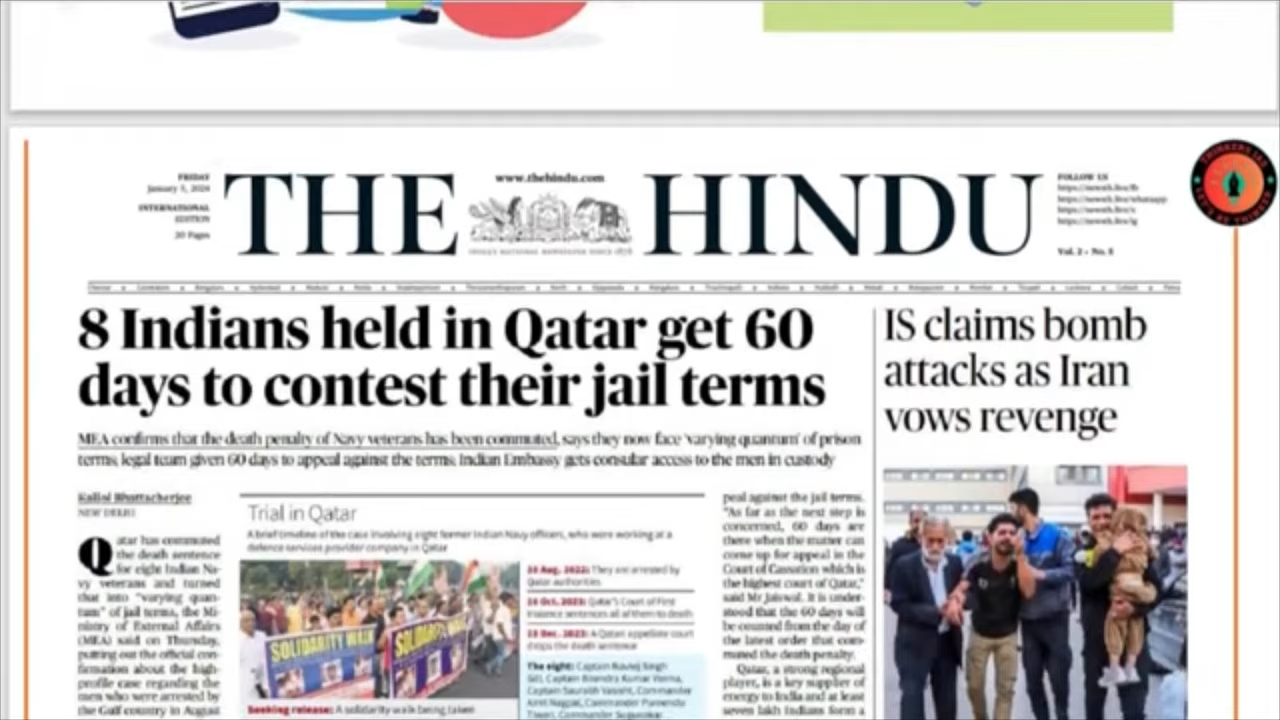 FRIDAY
January 5, 2024
INTERNATIONAL
EDITION
20 Pages
THE HINDU
www.thehindu.com
INDIA'S NATIONAL NEWSPAPER SINCE 1878
FOLLOW US
Vol. 2 • No. 5
8 Indians held in Qatar get 60
days to contest their jail terms
MEA confirms that the death penalty of Navy veterans has been commuted, says they now face 'varying quantum' of prison
terms; legal team given 60 days to appeal against the terms; Indian Embassy gets consular access to the men in custody
Kallol Bhattacherjee
NEW DELHI
Qatar has commuted
the death sentence
for eight Indian Na-
vy veterans and turned
that into "varying quan-
tum" of jail terms, the Mi-
nistry of External Affairs
(MEA) said on Thursday,
putting out the official con-
firmation about the high-
profile case regarding the
men who were arrested by
the Gulf country in August
Trial in Qatar
A brief timeline of the case involving eight former Indian Navy officers, who were working at a
defence services provider company in Qatar
SOLIDARITY WALK
SOLIDARITY WALK
Seeking release: A solidarity walk being taken
30 Aug, 2022: They are arrested by
Qatar authorities
26 Oct, 2023: Qatar's Court of First
Instance sentences all of them to death
The eight: Captain Navtej Singh
Gill, Captain Birendra Kumar Verma,
Captain Saurabh Vasisht, Commander
Amit Nagpal, Commander Purnendu
Tiwari, Commander Sugunakar
peal against the jail terms.
"As far as the next step is
concerned, 60 days are
there when the matter can
come up for appeal in the
Court of Cassation which is
the highest court of Qatar,"
said Mr Jaiswal. It is under-
stood that the 60 days will
be counted from the day of
the latest order that com-
muted the death penalty.
Qatar, a strong regional
player, is a key supplier of
energy to India and at least
seven lakh Indians form a
IS claims bomb
attacks as Iran
vows revenge
THINKERS IAS
LET'S BE THINKER